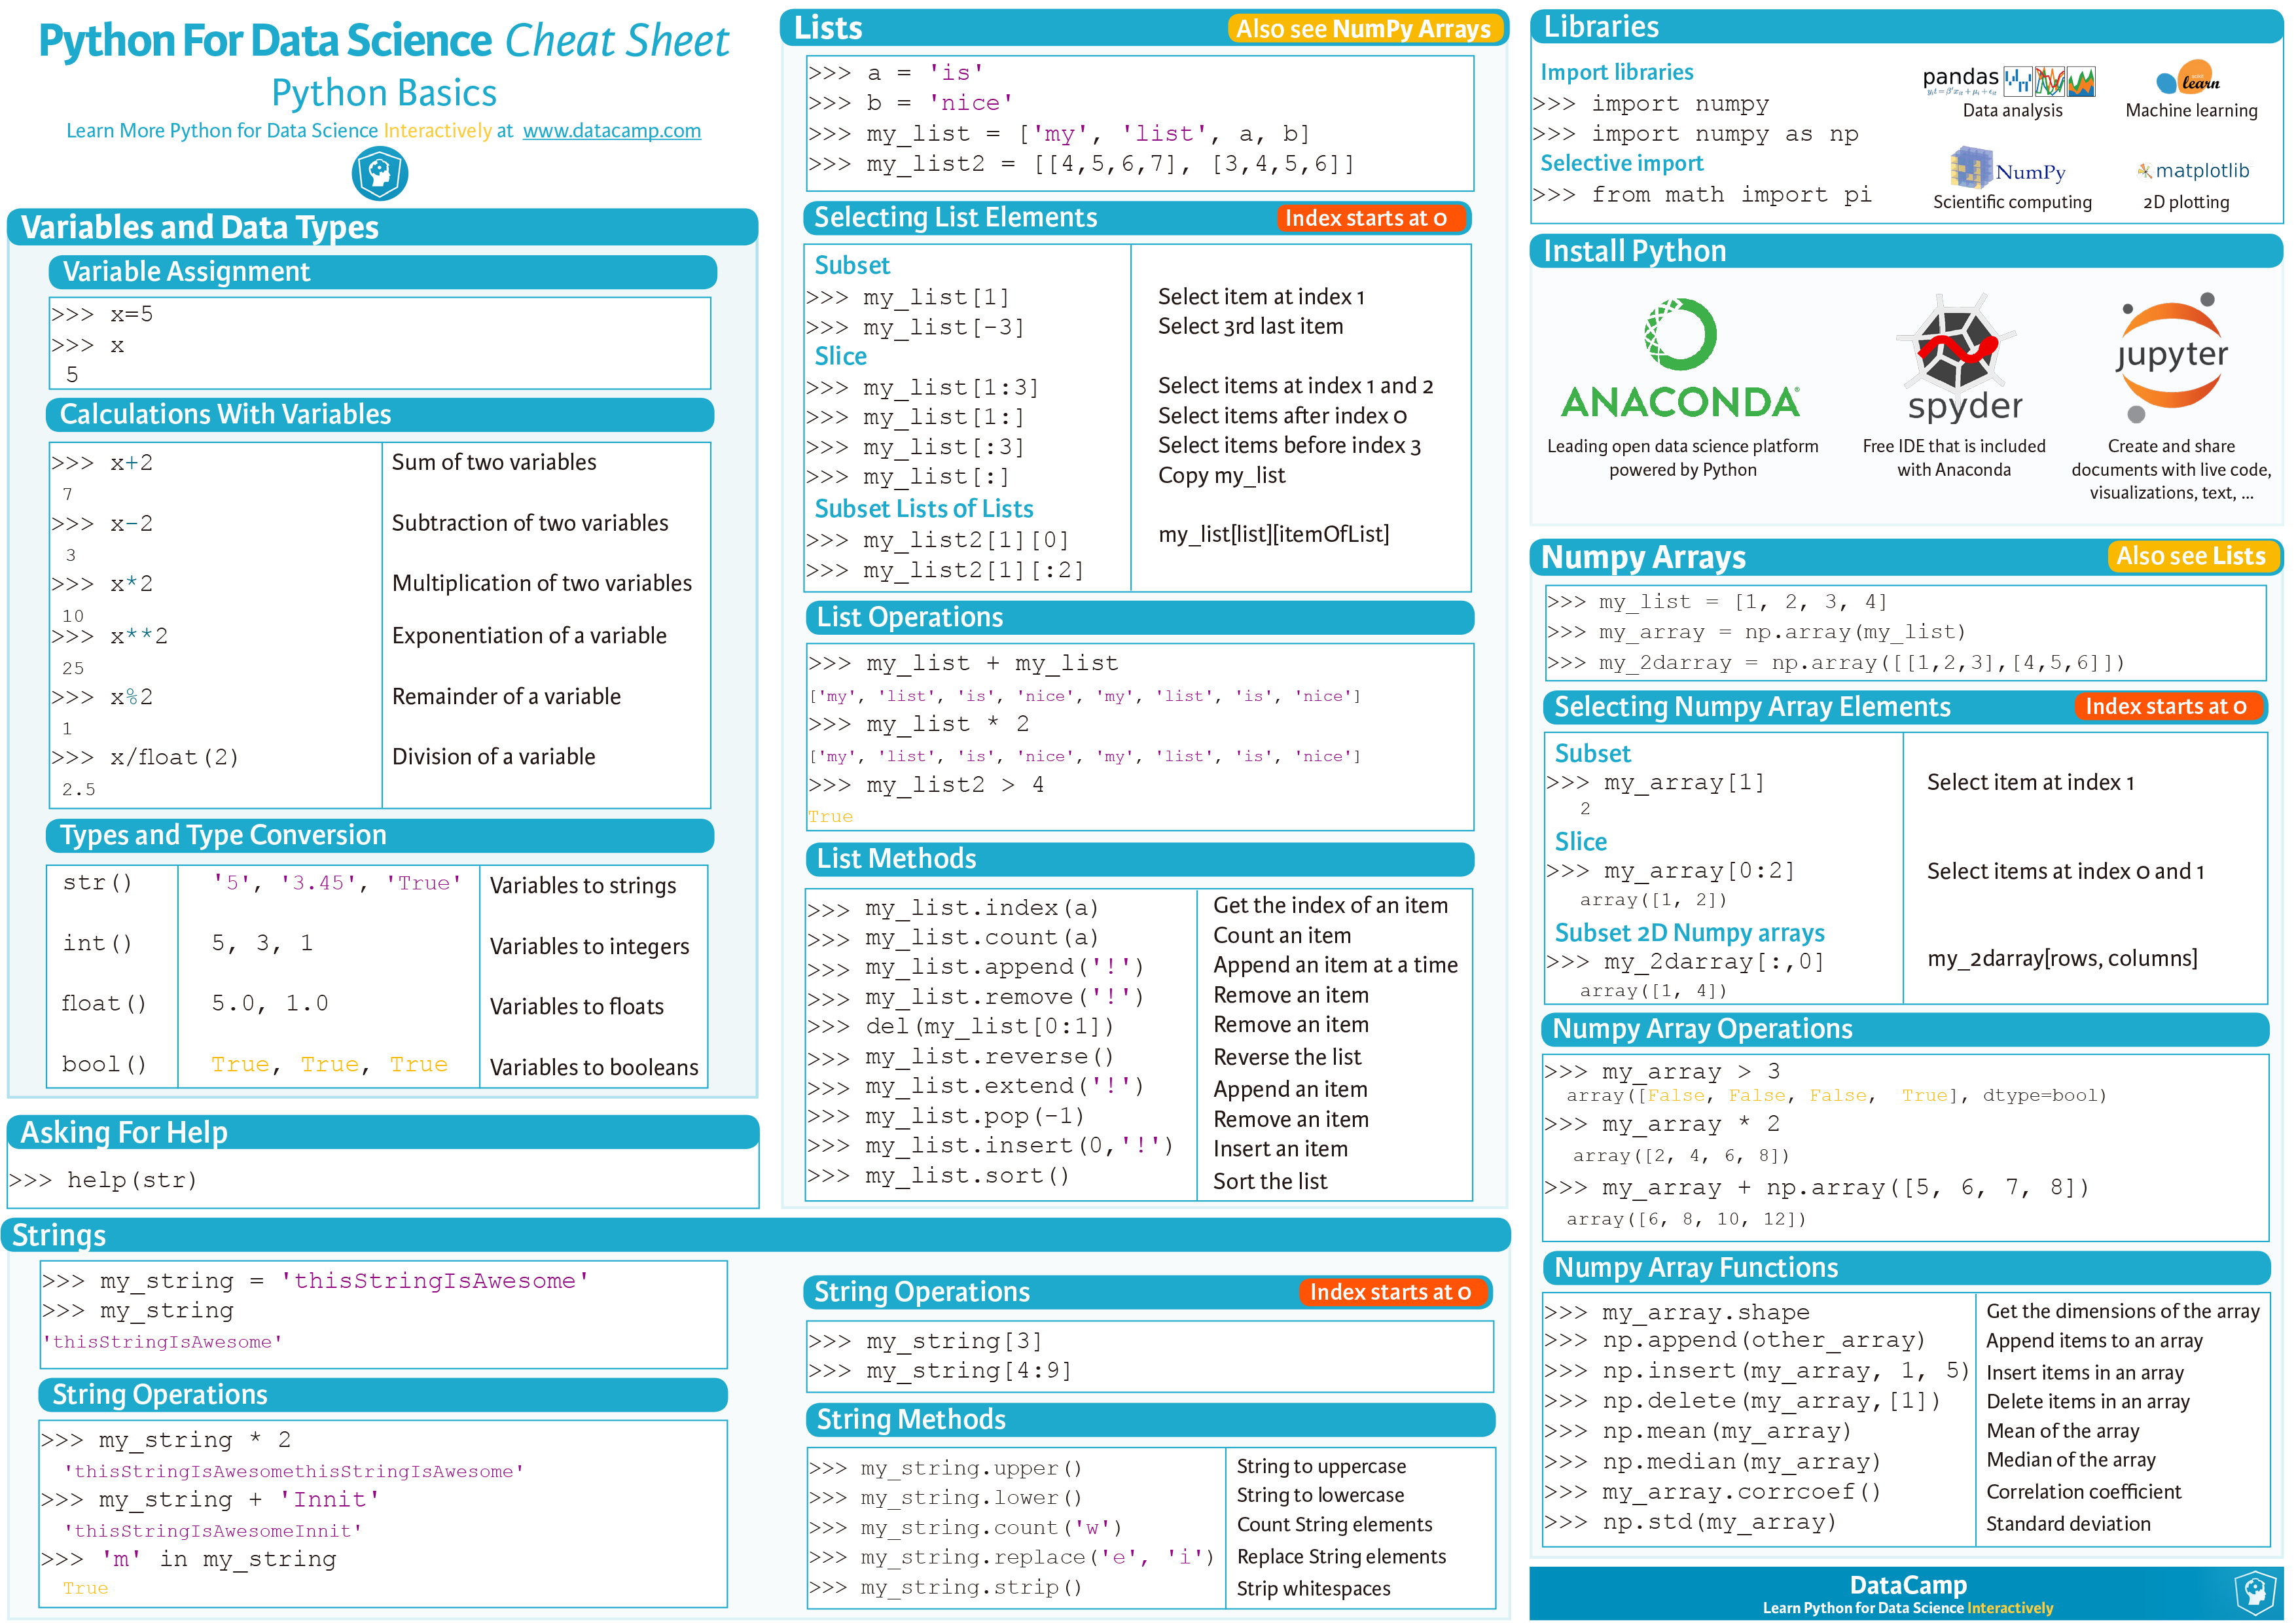 Python For Data Science Cheat Sheet
Python Basics
Learn More Python for Data Science Interactively at www.datacamp.com
Variables and Data Types
Variable Assignment
>>> x=5
>>> x
5
Calculations With Variables
>>> x+2 Sum of two variables
7
>>> x-2 Subtraction of two variables
3
>>> x*2 Multiplication of two variables
10
>>> x**2 Exponentiation of a variable
25
>>> x%2 Remainder of a variable
1
>>> x/float(2) Division of a variable
2.5
Types and Type Conversion
str() '5', '3.45', 'True' Variables to strings
int() 5, 3, 1 Variables to integers
float() 5.0, 1.0 Variables to floats
bool() True, True, True Variables to booleans
Asking For Help
>>> help(str)
Lists
Also see NumPy Arrays
>>> a = 'is'
>>> b = 'nice'
>>> my_list = ['my', 'list', a, b]
>>> my_list2 = [[4,5,6,7], [3,4,5,6]]
Selecting List Elements
Index starts at 0
Subset
>>> my_list[1] Select item at index 1
>>> my_list[-3] Select 3rd last item
Slice
>>> my_list[1:3] Select items at index 1 and 2
>>> my_list[1:] Select items after index 0
>>> my_list[:3] Select items before index 3
>>> my_list[:] Copy my_list
Subset Lists of Lists
>>> my_list2[1][0] my_list[list][itemOfList]
>>> my_list2[1][:2]
List Operations
>>> my_list + my_list
['my', 'list', 'is', 'nice', 'my', 'list', 'is', 'nice']
>>> my_list * 2
['my', 'list', 'is', 'nice', 'my', 'list', 'is', 'nice']
>>> my_list2 > 4
True
List Methods
>>> my_list.index(a) Get the index of an item
>>> my_list.count(a) Count an item
>>> my_list.append('!') Append an item at a time
>>> my_list.remove('!') Remove an item
>>> del(my_list[0:1]) Remove an item
>>> my_list.reverse() Reverse the list
>>> my_list.extend('!') Append an item
>>> my_list.pop(-1) Remove an item
>>> my_list.insert(0,'!') Insert an item
>>> my_list.sort() Sort the list
Strings
>>> my_string = 'thisStringIsAwesome'
>>> my_string
'thisStringIsAwesome'
String Operations
>>> my_string * 2
'thisStringIsAwesomethisStringIsAwesome'
>>> my_string + 'Innit'
'thisStringIsAwesomeInnit'
>>> 'm' in my_string
True
String Operations
Index starts at 0
>>> my_string[3]
>>> my_string[4:9]
String Methods
>>> my_string.upper() String to uppercase
>>> my_string.lower() String to lowercase
>>> my_string.count('w') Count String elements
>>> my_string.replace('e', 'i') Replace String elements
>>> my_string.strip() Strip whitespaces
Libraries
Import libraries
>>> import numpy
>>> import numpy as np
Selective import
>>> from math import pi
pandas
Data analysis
learn
Machine learning
NumPy
Scientific computing
matplotlib
2D plotting
Install Python
ANACONDA
Leading open data science platform
powered by Python
spyder
Free IDE that is included
with Anaconda
jupyter
Create and share
documents with live code,
visualizations, text, ...
Numpy Arrays
Also see Lists
>>> my_list = [1, 2, 3, 4]
>>> my_array = np.array(my_list)
>>> my_2darray = np.array([[1,2,3],[4,5,6]])
Selecting Numpy Array Elements
Index starts at 0
Subset
>>> my_array[1] Select item at index 1
2
Slice
>>> my_array[0:2] Select items at index 0 and 1
array([1, 2])
Subset 2D Numpy arrays
>>> my_2darray[:,0] my_2darray[rows, columns]
array([1, 4])
Numpy Array Operations
>>> my_array > 3
array([False, False, False, True], dtype=bool)
>>> my_array * 2
array([2, 4, 6, 8])
>>> my_array + np.array([5, 6, 7, 8])
array([6, 8, 10, 12])
Numpy Array Functions
>>> my_array.shape Get the dimensions of the array
>>> np.append(other_array) Append items to an array
>>> np.insert(my_array, 1, 5) Insert items in an array
>>> np.delete(my_array,[1]) Delete items in an array
>>> np.mean(my_array) Mean of the array
>>> np.median(my_array) Median of the array
>>> my_array.corrcoef() Correlation coefficient
>>> np.std(my_array) Standard deviation
DataCamp
Learn Python for Data Science Interactively